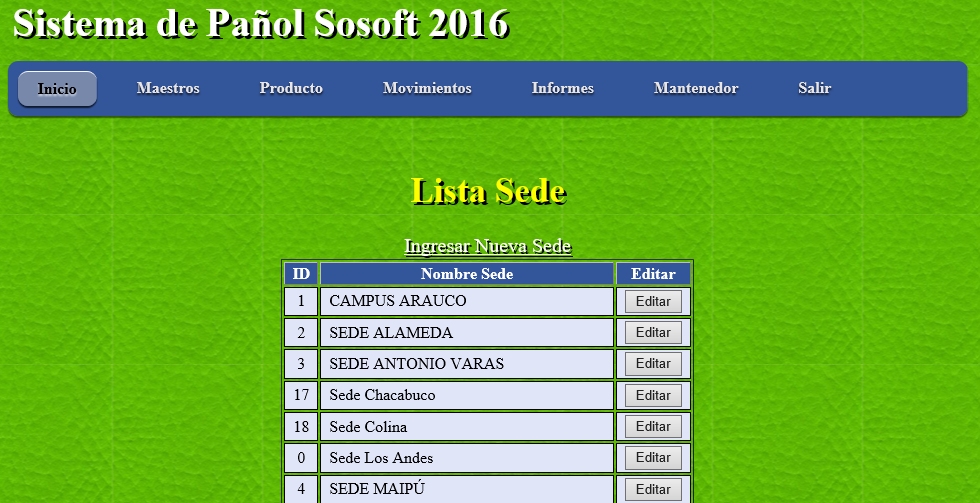 Sistema de Pañol Sosoft 2016
Inicio Maestros Producto Movimientos Informes Mantenedor Salir
Lista Sede
Ingresar Nueva Sede
ID Nombre Sede Editar
1 CAMPUS ARAUCO Editar
2 SEDE ALAMEDA Editar
3 SEDE ANTONIO VARAS Editar
17 Sede Chacabuco Editar
18 Sede Colina Editar
0 Sede Los Andes Editar
4 SEDE MAIPÚ Editar